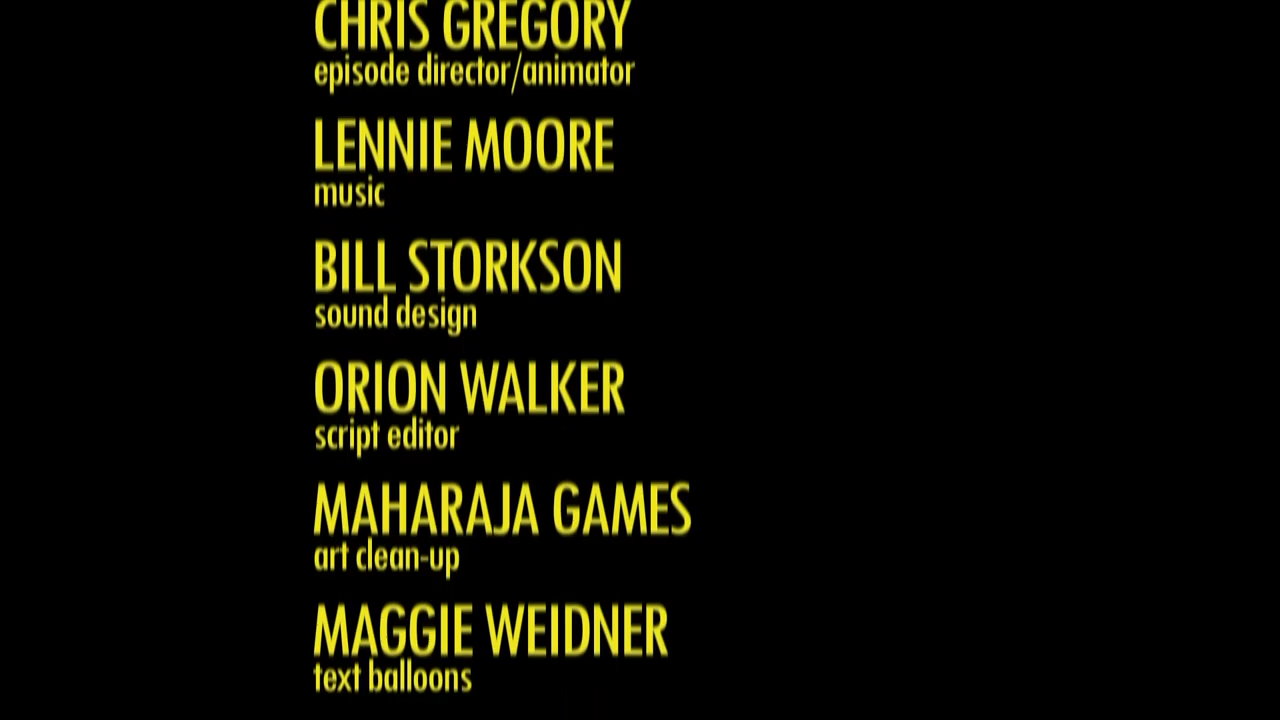 CHRIS GREGORY
episode director/animator
LENNIE MOORE
music
BILL STORKSON
sound design
ORION WALKER
script editor
MAHARAJA GAMES
art clean-up
MAGGIE WEIDNER
text balloons